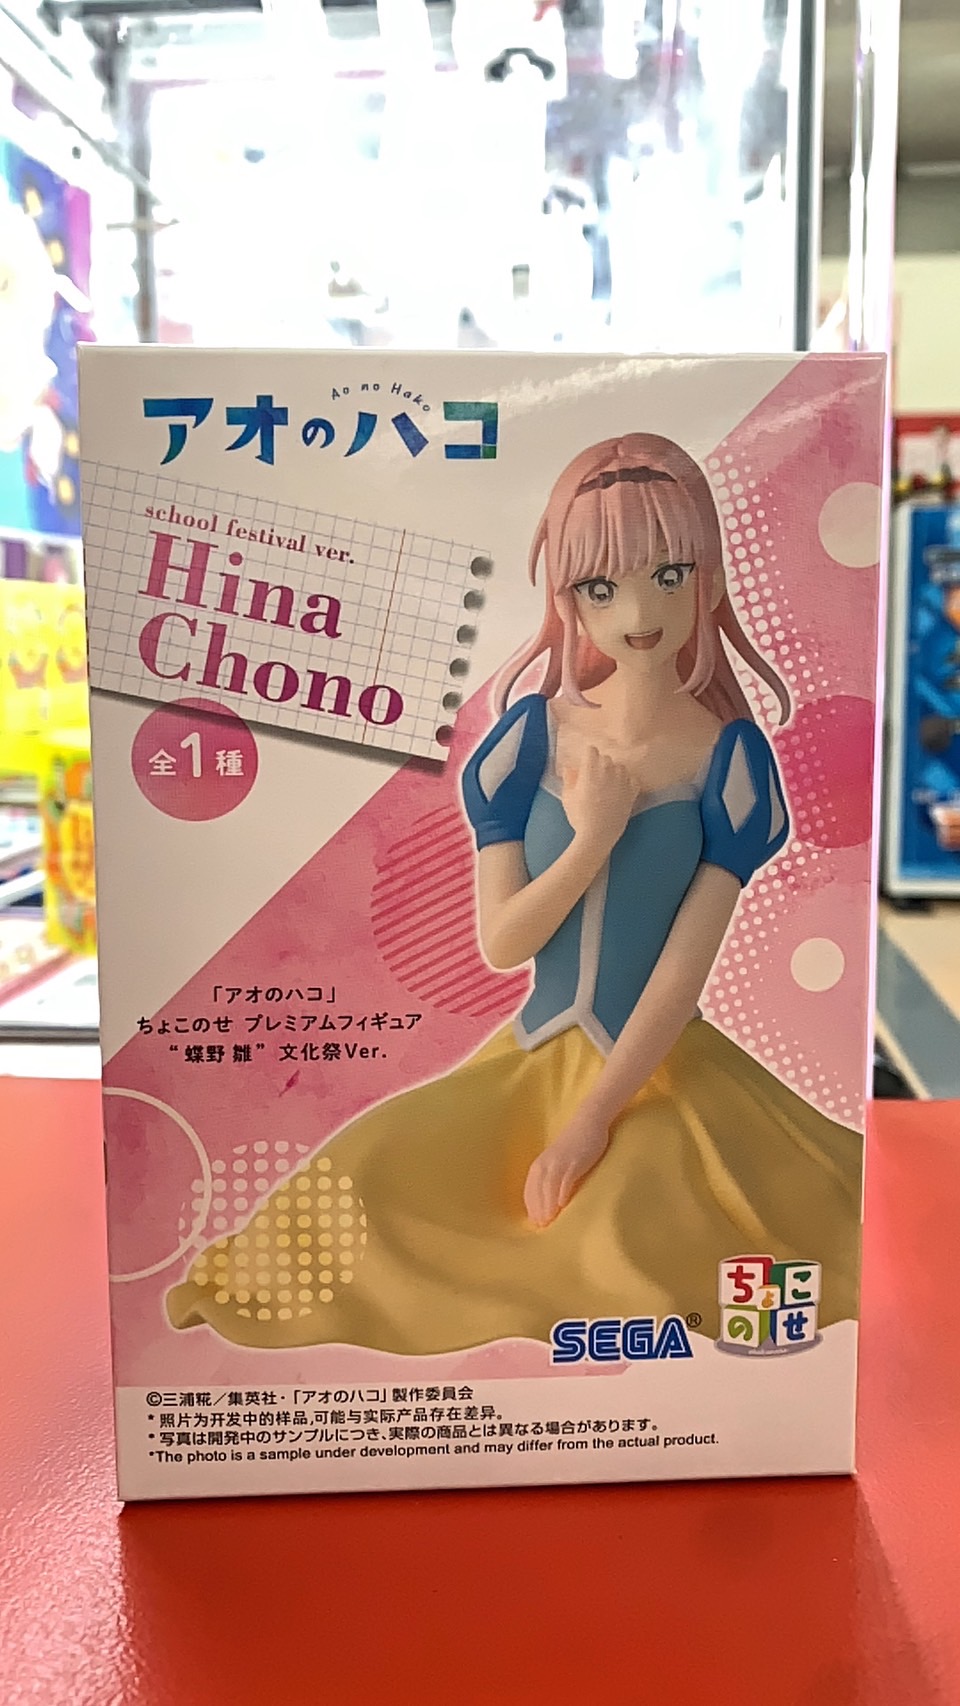 Ao no Hako
アオのハコ
school festival ver.
Hina
Chono
全1種
「アオのハコ」
ちょこのせ プレミアムフィギュア
“蝶野 雛” 文化祭Ver.
SEGA®
ちょこ
のせ
©三浦糀／集英社・「アオのハコ」製作委員会
* 照片为开发中的样品,可能与实际产品存在差异。
* 写真は開発中のサンプルにつき、実際の商品とは異なる場合があります。
*The photo is a sample under development and may differ from the actual product.